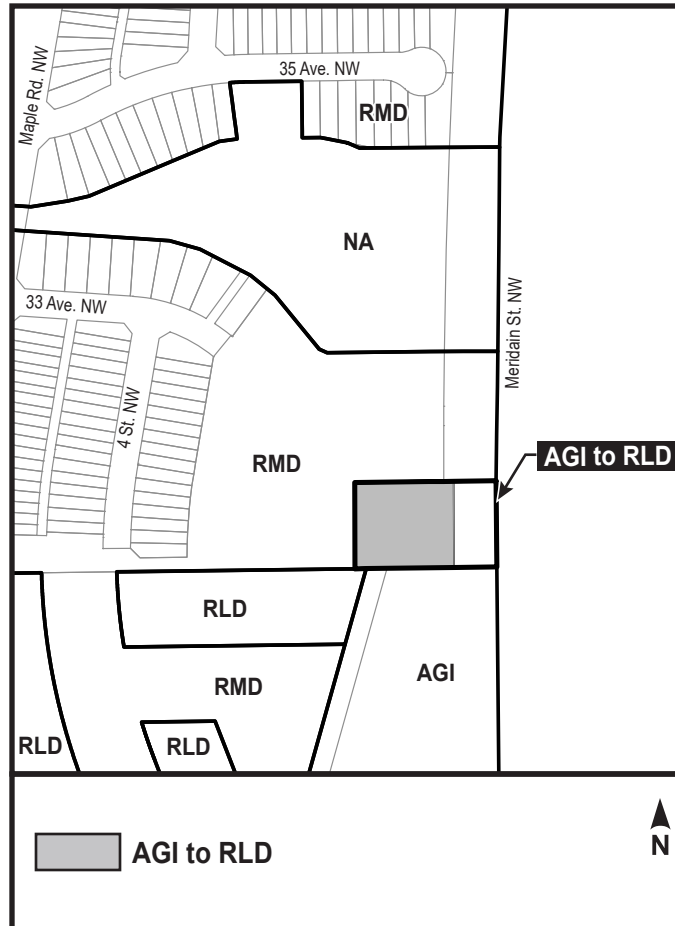 35 Ave. NW
Maple Rd. NW
RMD
NA
Meridain St. NW
33 Ave. NW
4 St. NW
RMD
AGI to RLD
RLD
RMD
AGI
RLD
RLD
AGI to RLD
N